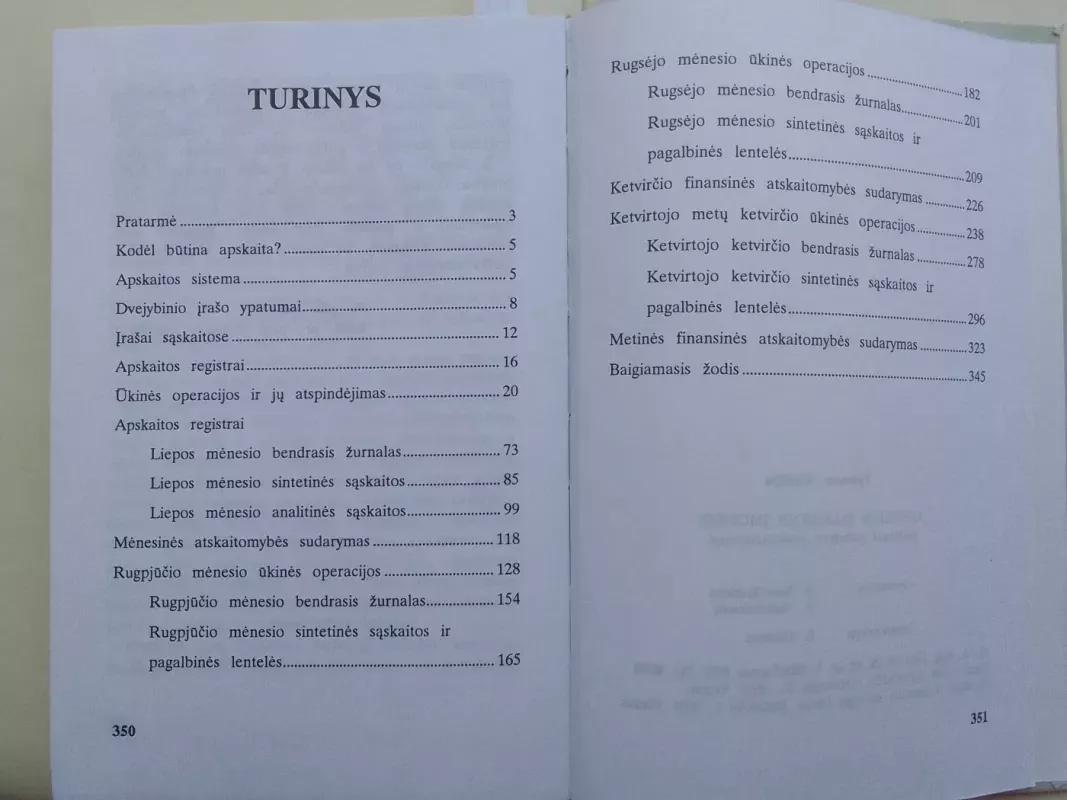 TURINYS
Pratarmė ........ 3
Kodėl būtina apskaita? ........ 5
Apskaitos sistema ........ 5
Dvejybinio įrašo ypatumai ........ 8
Įrašai sąskaitose ........ 12
Apskaitos registrai ........ 16
Ūkinės operacijos ir jų atspindėjimas ........ 20
Apskaitos registrai
Liepos mėnesio bendrasis žurnalas ........ 73
Liepos mėnesio sintetinės sąskaitos ........ 85
Liepos mėnesio analitinės sąskaitos ........ 99
Mėnesinės atskaitomybės sudarymas ........ 118
Rugpjūčio mėnesio ūkinės operacijos ........ 128
Rugpjūčio mėnesio bendrasis žurnalas ........ 154
Rugpjūčio mėnesio sintetinės sąskaitos ir
pagalbinės lentelės ........ 165
350
Rugsėjo mėnesio ūkinės operacijos ........ 182
Rugsėjo mėnesio bendrasis žurnalas ........ 201
Rugsėjo mėnesio sintetinės sąskaitos ir
pagalbinės lentelės ........ 209
Ketvirčio finansinės atskaitomybės sudarymas ........ 226
Ketvirtojo metų ketvirčio ūkinės operacijos ........ 238
Ketvirtojo ketvirčio bendrasis žurnalas ........ 278
Ketvirtojo ketvirčio sintetinės sąskaitos ir
pagalbinės lentelės ........ 296
Metinės finansinės atskaitomybės sudarymas ........ 323
Baigiamasis žodis ........ 345
351